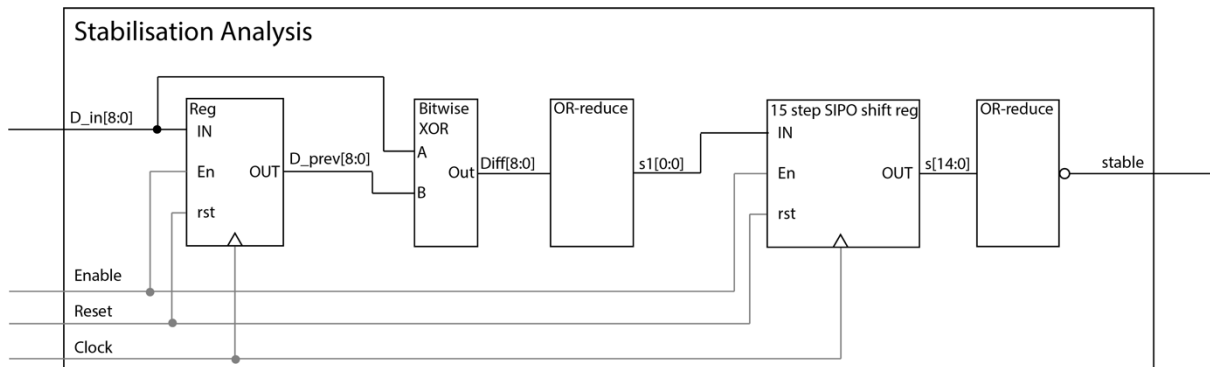 Stabilisation Analysis
D_in[8:0]
Reg
IN
En
rst
OUT
D_prev[8:0]
Bitwise
XOR
A
B
Out
Diff[8:0]
OR-reduce
s1[0:0]
15 step SIPO shift reg
IN
En
rst
OUT
s[14:0]
OR-reduce
stable
Enable
Reset
Clock